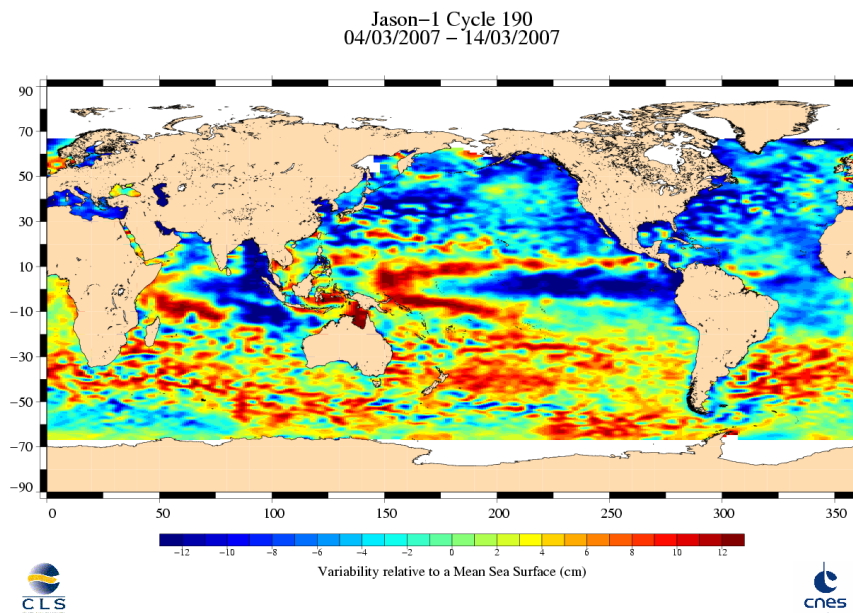 Jason−1 Cycle 190
04/03/2007 − 14/03/2007
90
70
50
30
10
−10
−30
−50
−70
−90
0 50 100 150 200 250 300 350
−12 −10 −8 −6 −4 −2 0 2 4 6 8 10 12
Variability relative to a Mean Sea Surface (cm)
CLS
cnes